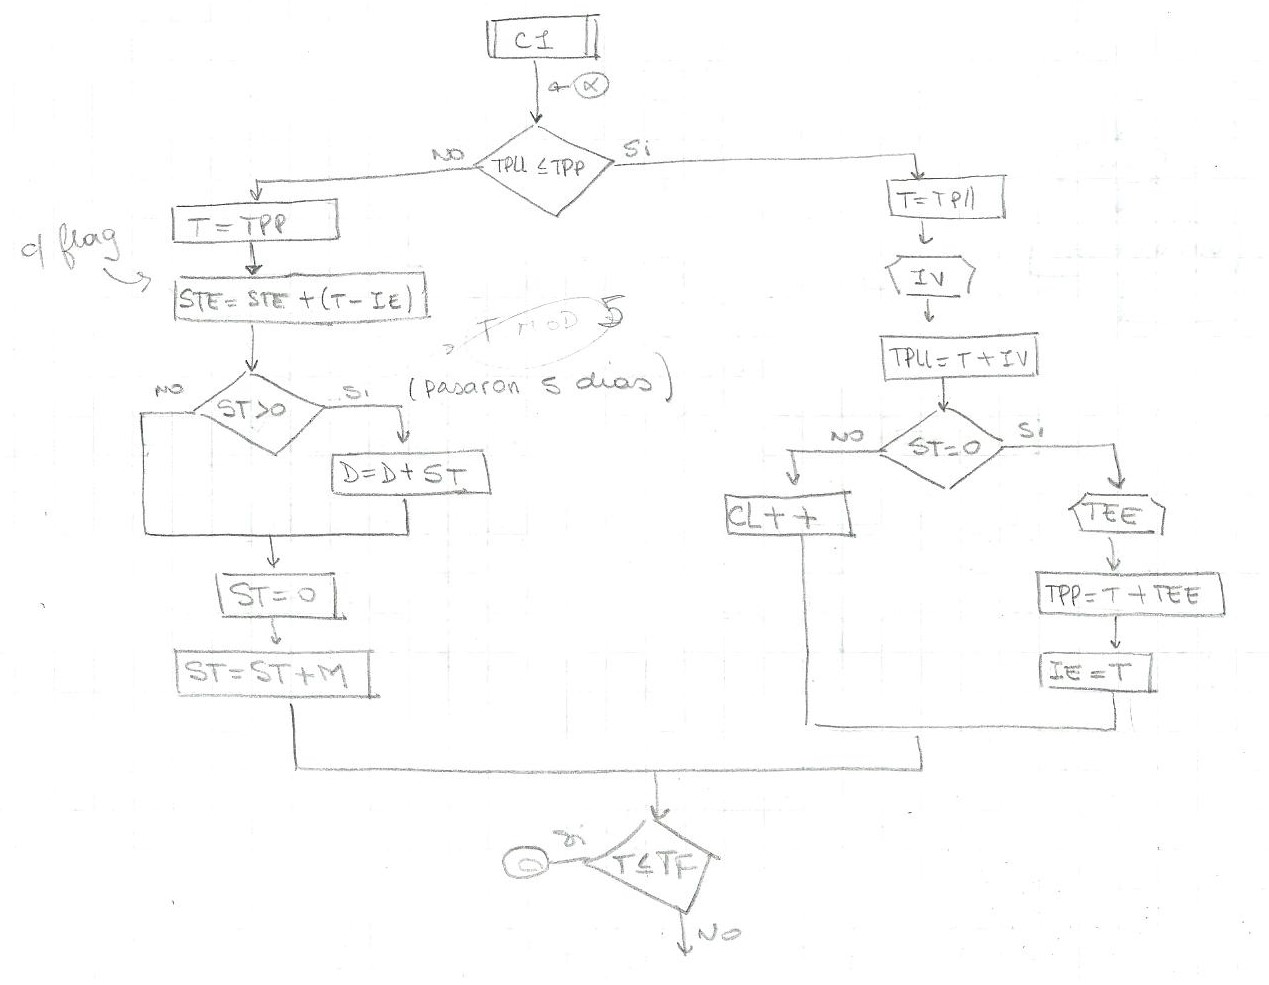 C1
α
TPLL ≤ TPP
NO
Si
T = TPP
T = TPll
c/ flag
STE = STE + (T - IE)
IV
T MOD 5
TPLL = T + IV
(pasaron 5 dias)
NO
Si
ST>0
NO
Si
ST=0
D = D + ST
CL++
TEE
ST = 0
TPP = T + TEE
ST = ST + M
IE = T
Si
T ≤ TF
NO